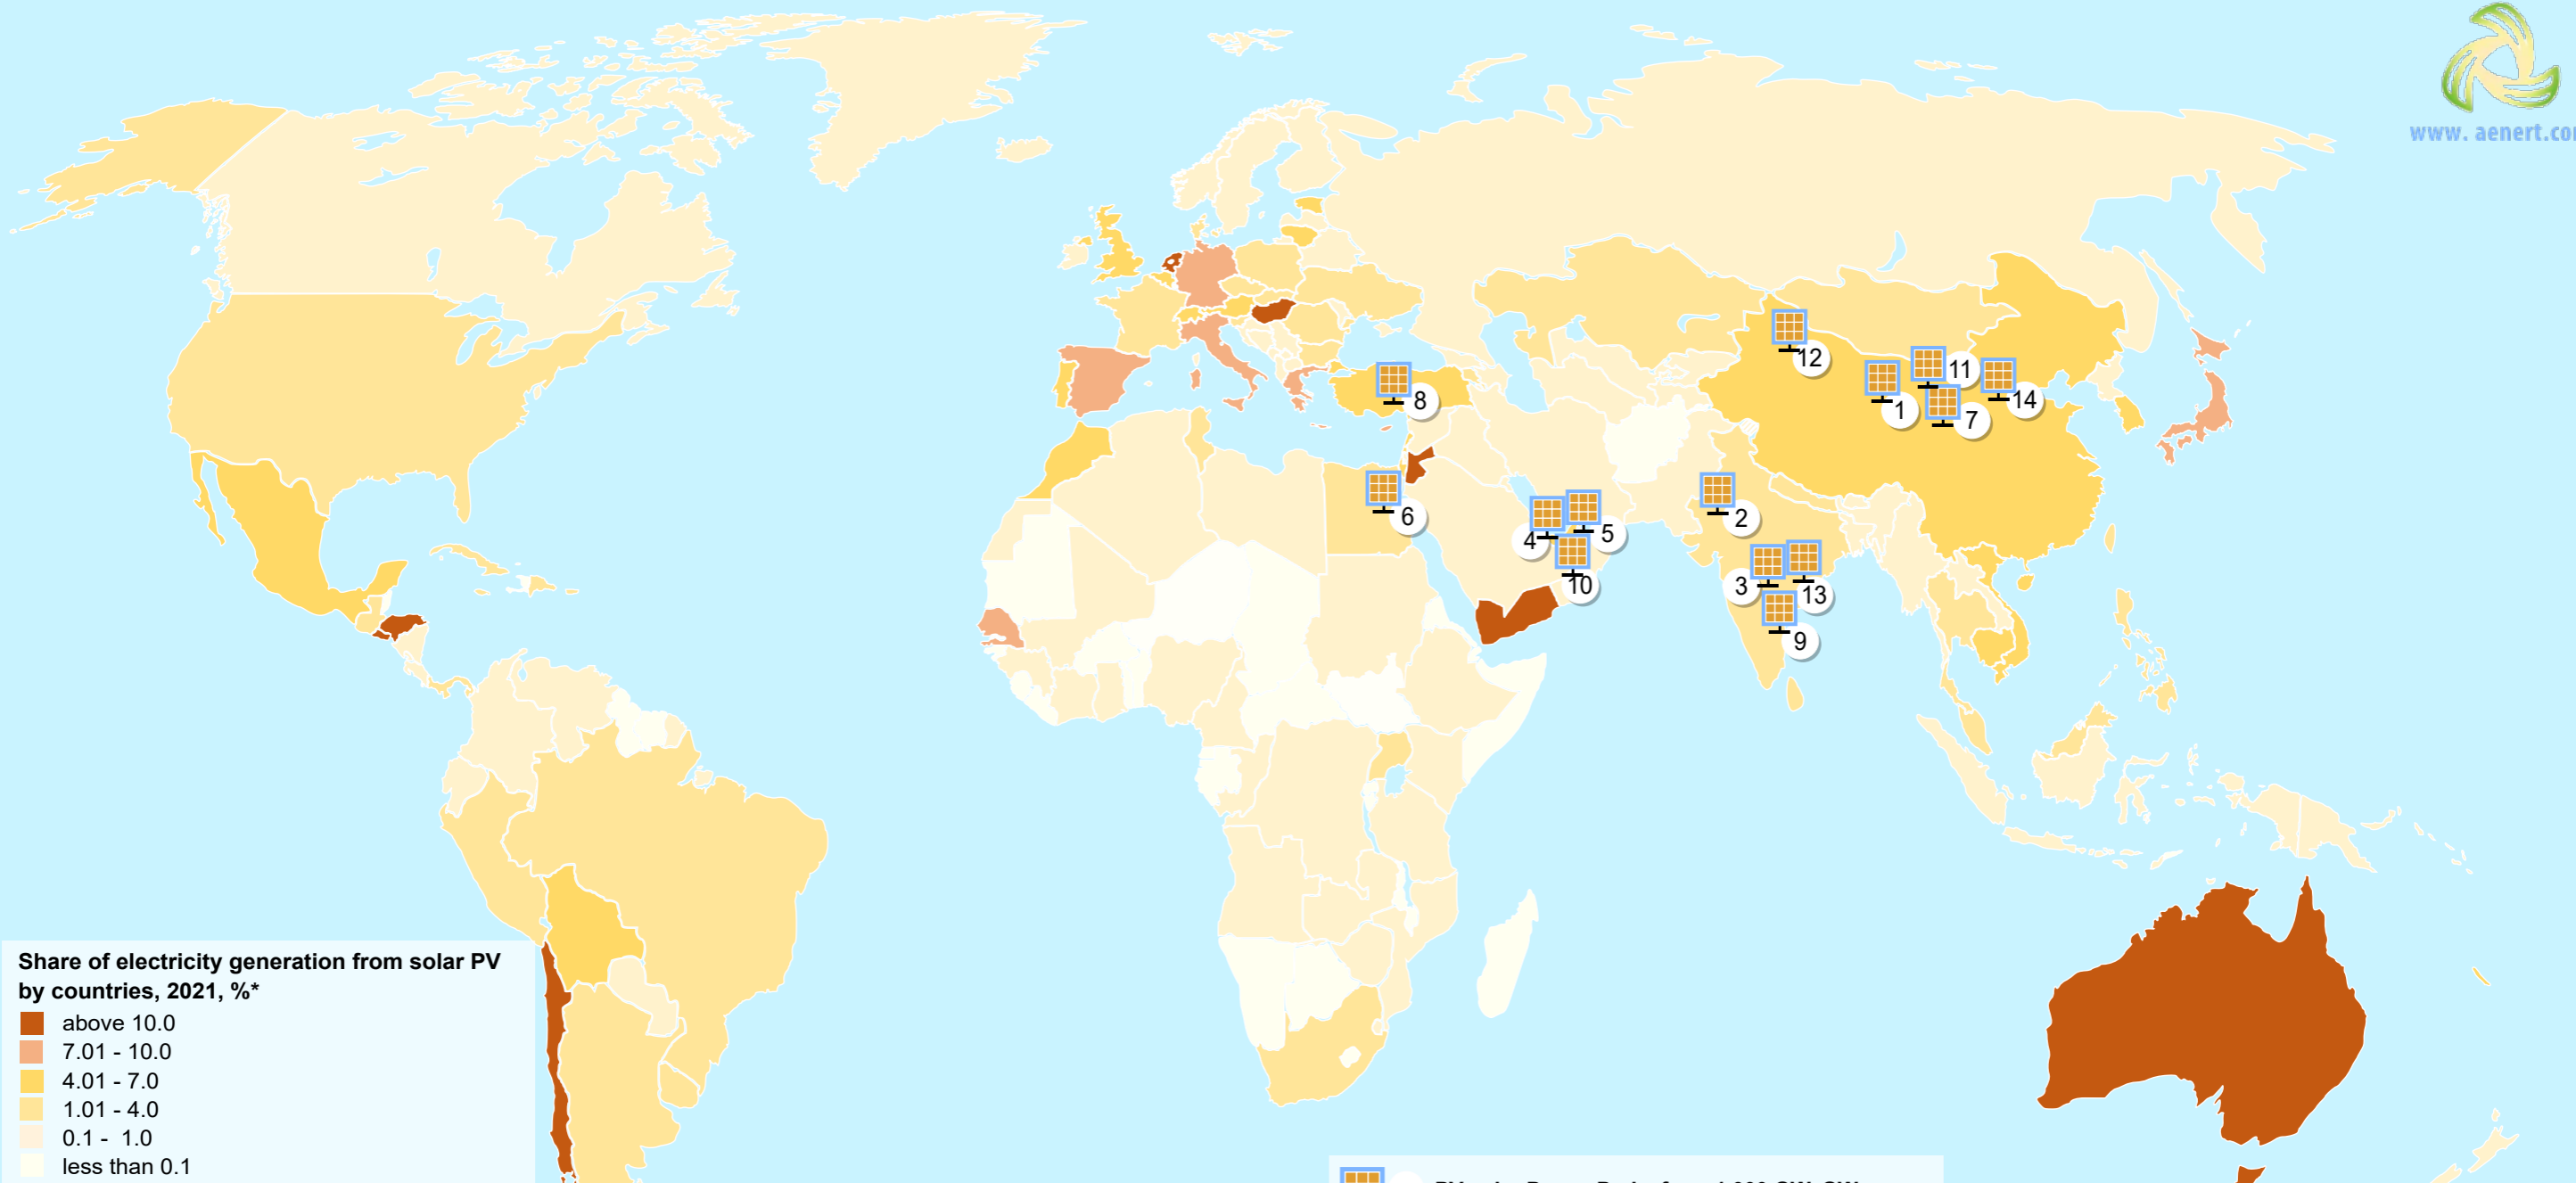 www. aenert.co
12
11
14
1
7
8
6
2
5
4
10
3
13
9
Share of electricity generation from solar PV
by countries, 2021, %*
above 10.0
7.01 - 10.0
4.01 - 7.0
1.01 - 4.0
0.1 - 1.0
less than 0.1